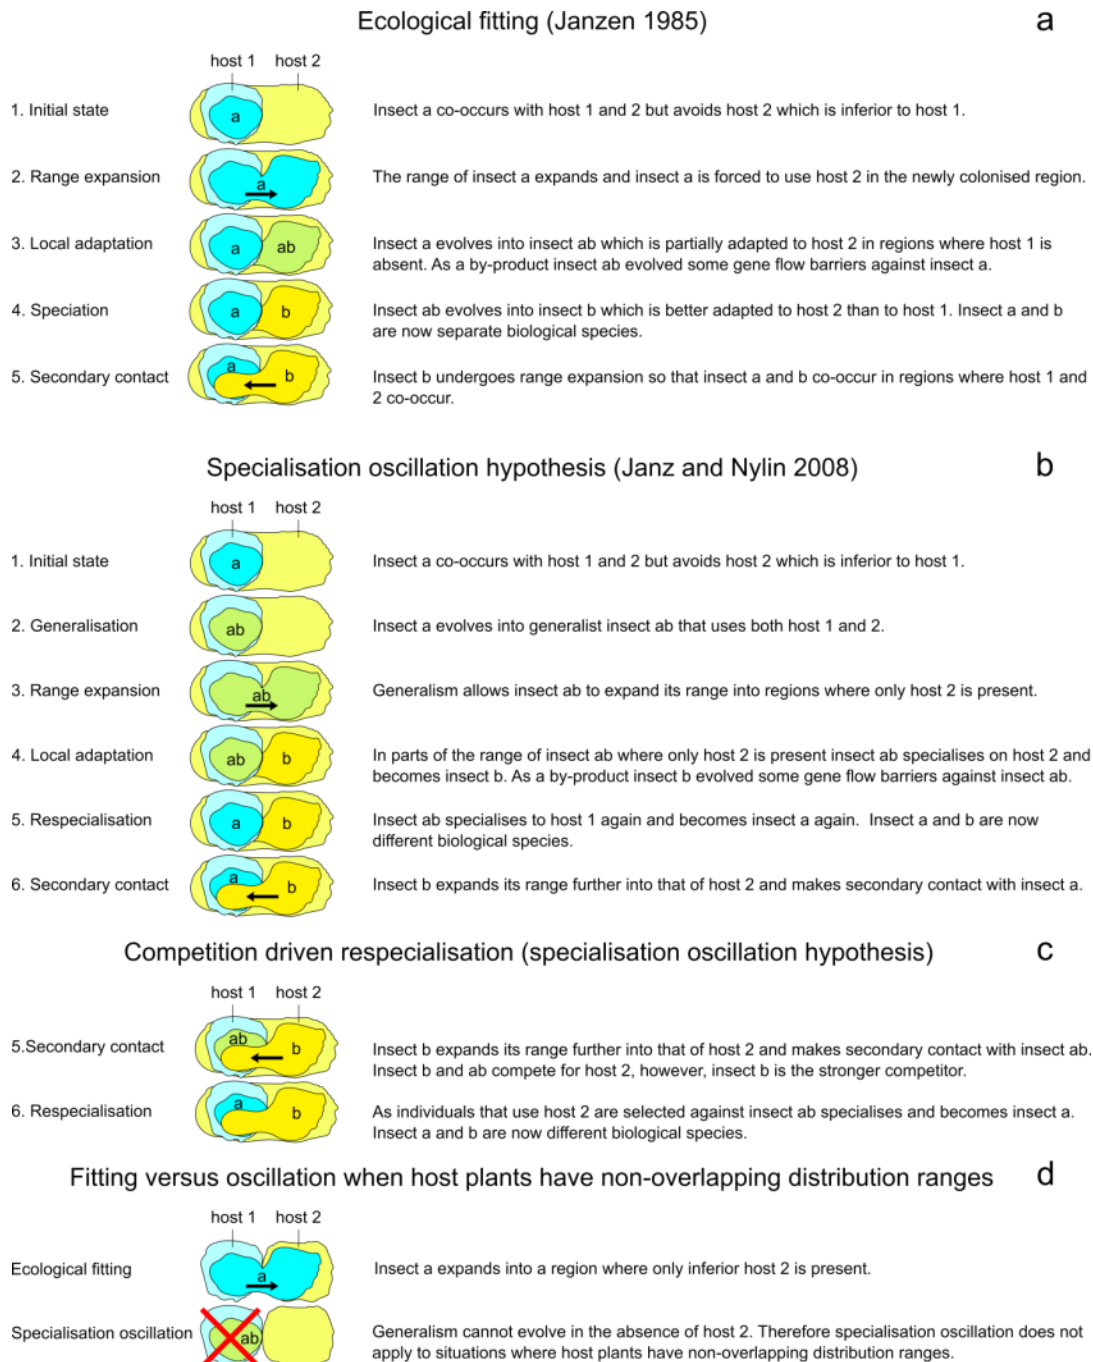 Ecological fitting (Janzen 1985)
a
host 1 host 2
1. Initial state
a
Insect a co-occurs with host 1 and 2 but avoids host 2 which is inferior to host 1.
2. Range expansion
a
The range of insect a expands and insect a is forced to use host 2 in the newly colonised region.
3. Local adaptation
a ab
Insect a evolves into insect ab which is partially adapted to host 2 in regions where host 1 is
absent. As a by-product insect ab evolved some gene flow barriers against insect a.
4. Speciation
a b
Insect ab evolves into insect b which is better adapted to host 2 than to host 1. Insect a and b
are now separate biological species.
5. Secondary contact
a b
Insect b undergoes range expansion so that insect a and b co-occur in regions where host 1 and
2 co-occur.
Specialisation oscillation hypothesis (Janz and Nylin 2008)
b
host 1 host 2
1. Initial state
a
Insect a co-occurs with host 1 and 2 but avoids host 2 which is inferior to host 1.
2. Generalisation
ab
Insect a evolves into generalist insect ab that uses both host 1 and 2.
3. Range expansion
ab
Generalism allows insect ab to expand its range into regions where only host 2 is present.
4. Local adaptation
ab b
In parts of the range of insect ab where only host 2 is present insect ab specialises on host 2 and
becomes insect b. As a by-product insect b evolved some gene flow barriers against insect ab.
5. Respecialisation
a b
Insect ab specialises to host 1 again and becomes insect a again. Insect a and b are now
different biological species.
6. Secondary contact
a b
Insect b expands its range further into that of host 2 and makes secondary contact with insect a.
Competition driven respecialisation (specialisation oscillation hypothesis)
c
host 1 host 2
5.Secondary contact
ab b
Insect b expands its range further into that of host 2 and makes secondary contact with insect ab.
Insect b and ab compete for host 2, however, insect b is the stronger competitor.
6. Respecialisation
a b
As individuals that use host 2 are selected against insect ab specialises and becomes insect a.
Insect a and b are now different biological species.
Fitting versus oscillation when host plants have non-overlapping distribution ranges
d
host 1 host 2
Ecological fitting
a
Insect a expands into a region where only inferior host 2 is present.
Specialisation oscillation
ab
Generalism cannot evolve in the absence of host 2. Therefore specialisation oscillation does not
apply to situations where host plants have non-overlapping distribution ranges.